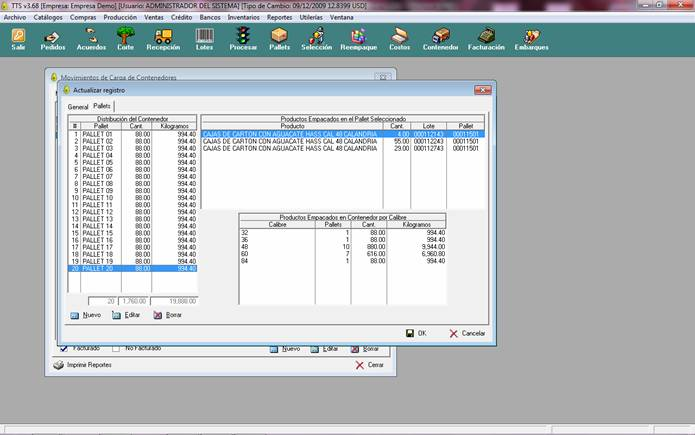 TTS v3.68 [Empresa: Empresa Demo] [Usuario: ADMINISTRADOR DEL SISTEMA] [Tipo de Cambio: 09/12/2009 12.8399 USD]
Archivo Catálogos Compras Producción Ventas Crédito Bancos Inventarios Reportes Utilerías Ventana
Salir Pedidos Acuerdos Corte Recepción Lotes Procesar Pallets Selección Reempaque Costos Contenedor Facturación Embarques
Movimientos de Carga de Contenedores
Actualizar registro
General Pallets
Distribución del Contenedor
# Pallet Cant. Kilogramos
1 PALLET 01 88.00 994.40
2 PALLET 02 88.00 994.40
3 PALLET 03 88.00 994.40
4 PALLET 04 88.00 994.40
5 PALLET 05 88.00 994.40
6 PALLET 06 88.00 994.40
7 PALLET 07 88.00 994.40
8 PALLET 08 88.00 994.40
9 PALLET 09 88.00 994.40
10 PALLET 10 88.00 994.40
11 PALLET 11 88.00 994.40
12 PALLET 12 88.00 994.40
13 PALLET 13 88.00 994.40
14 PALLET 14 88.00 994.40
15 PALLET 15 88.00 994.40
16 PALLET 16 88.00 994.40
17 PALLET 17 88.00 994.40
18 PALLET 18 88.00 994.40
19 PALLET 19 88.00 994.40
20 PALLET 20 88.00 994.40
20 1,760.00 19,888.00
Nuevo Editar Borrar
Productos Empacados en el Pallet Seleccionado
Producto Cant. Lote Pallet
CAJAS DE CARTON CON AGUACATE HASS CAL 48 CALANDRIA 4.00 000112143 00011501
CAJAS DE CARTON CON AGUACATE HASS CAL 48 CALANDRIA 55.00 000112243 00011501
CAJAS DE CARTON CON AGUACATE HASS CAL 48 CALANDRIA 29.00 000112743 00011501
Productos Empacados en Contenedor por Calibre
Calibre Pallets Cant. Kilogramos
32 1 88.00 994.40
36 1 88.00 994.40
48 10 880.00 9,944.00
60 7 616.00 6,960.80
84 1 88.00 994.40
OK Cancelar
Facturado No Facturado Nuevo Editar Borrar
Imprimir Reportes Cerrar